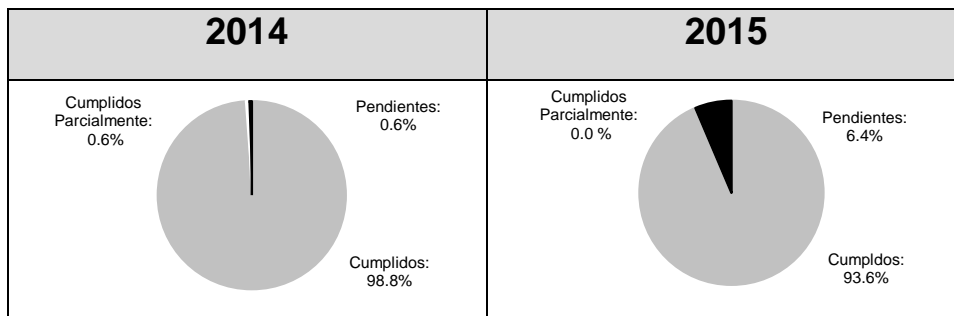 2014
2015
Cumplidos
Parcialmente:
0.6%
Pendientes:
0.6%
Cumplidos:
98.8%
Cumplidos
Parcialmente:
0.0 %
Pendientes:
6.4%
Cumpldos:
93.6%